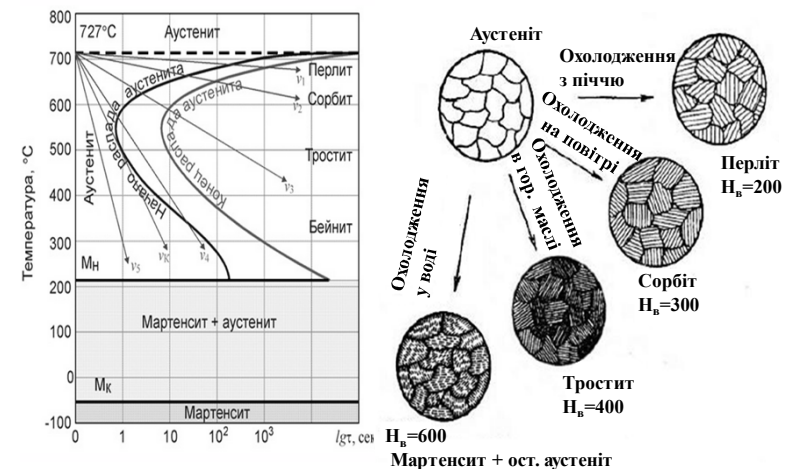 800
727°C
Аустенит
700
Перлит
v₁
Сорбит
v₂
600
Начало распада аустенита
Конец распада аустенита
Аустенит
500
Тростит
v₃
400
Бейнит
300
v₅
vК
v₄
МН
200
Мартенсит + аустенит
100
0
МК
-100
Мартенсит
Температура, °С
0
1
10
10²
10³
lgτ, сек
Аустеніт
Охолодження
з піччю
Перліт
Нв=200
Охолодження
на повітрі
Сорбіт
Нв=300
Охолодження
в гор. маслі
Тростит
Нв=400
Охолодження
у воді
Нв=600
Мартенсит + ост. аустеніт